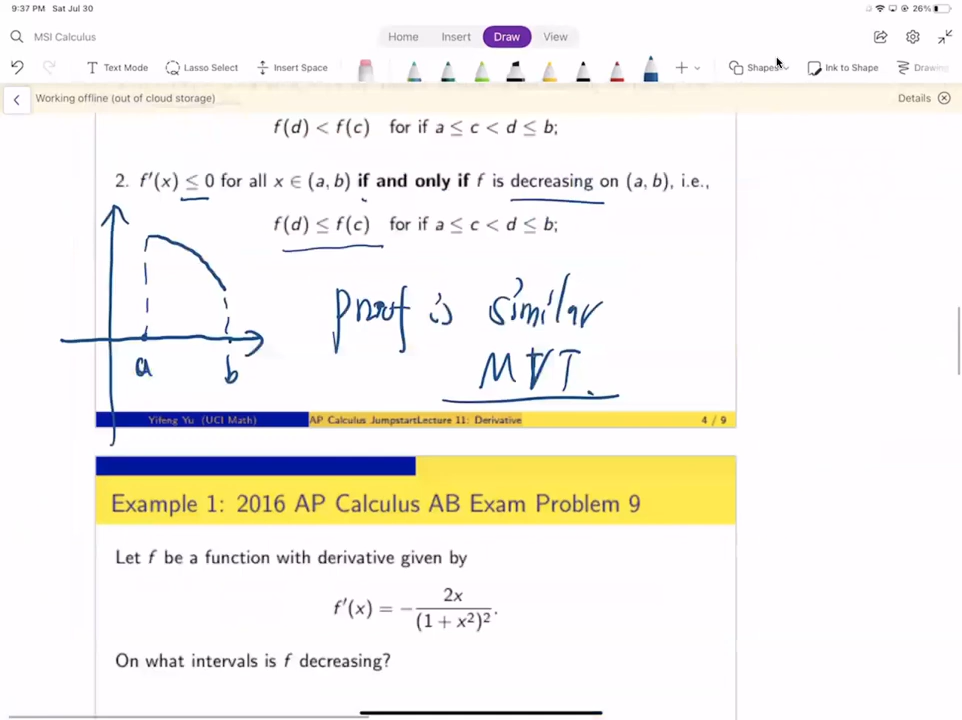 9:37 PM Sat Jul 30
26%
MSI Calculus
Home Insert Draw View
Text Mode Lasso Select Insert Space Shapes Ink to Shape Drawing
Working offline (out of cloud storage)
Details
f(d) < f(c) for if a ≤ c < d ≤ b;
2. f′(x) ≤ 0 for all x ∈ (a, b) if and only if f is decreasing on (a, b), i.e.,
f(d) ≤ f(c) for if a ≤ c < d ≤ b;
proof is similar
MVT.
a b
Yifeng Yu (UCI Math) AP Calculus JumpstartLecture 11: Derivative 4 / 9
Example 1: 2016 AP Calculus AB Exam Problem 9
Let f be a function with derivative given by
f′(x) = − 2x / (1 + x²)².
On what intervals is f decreasing?